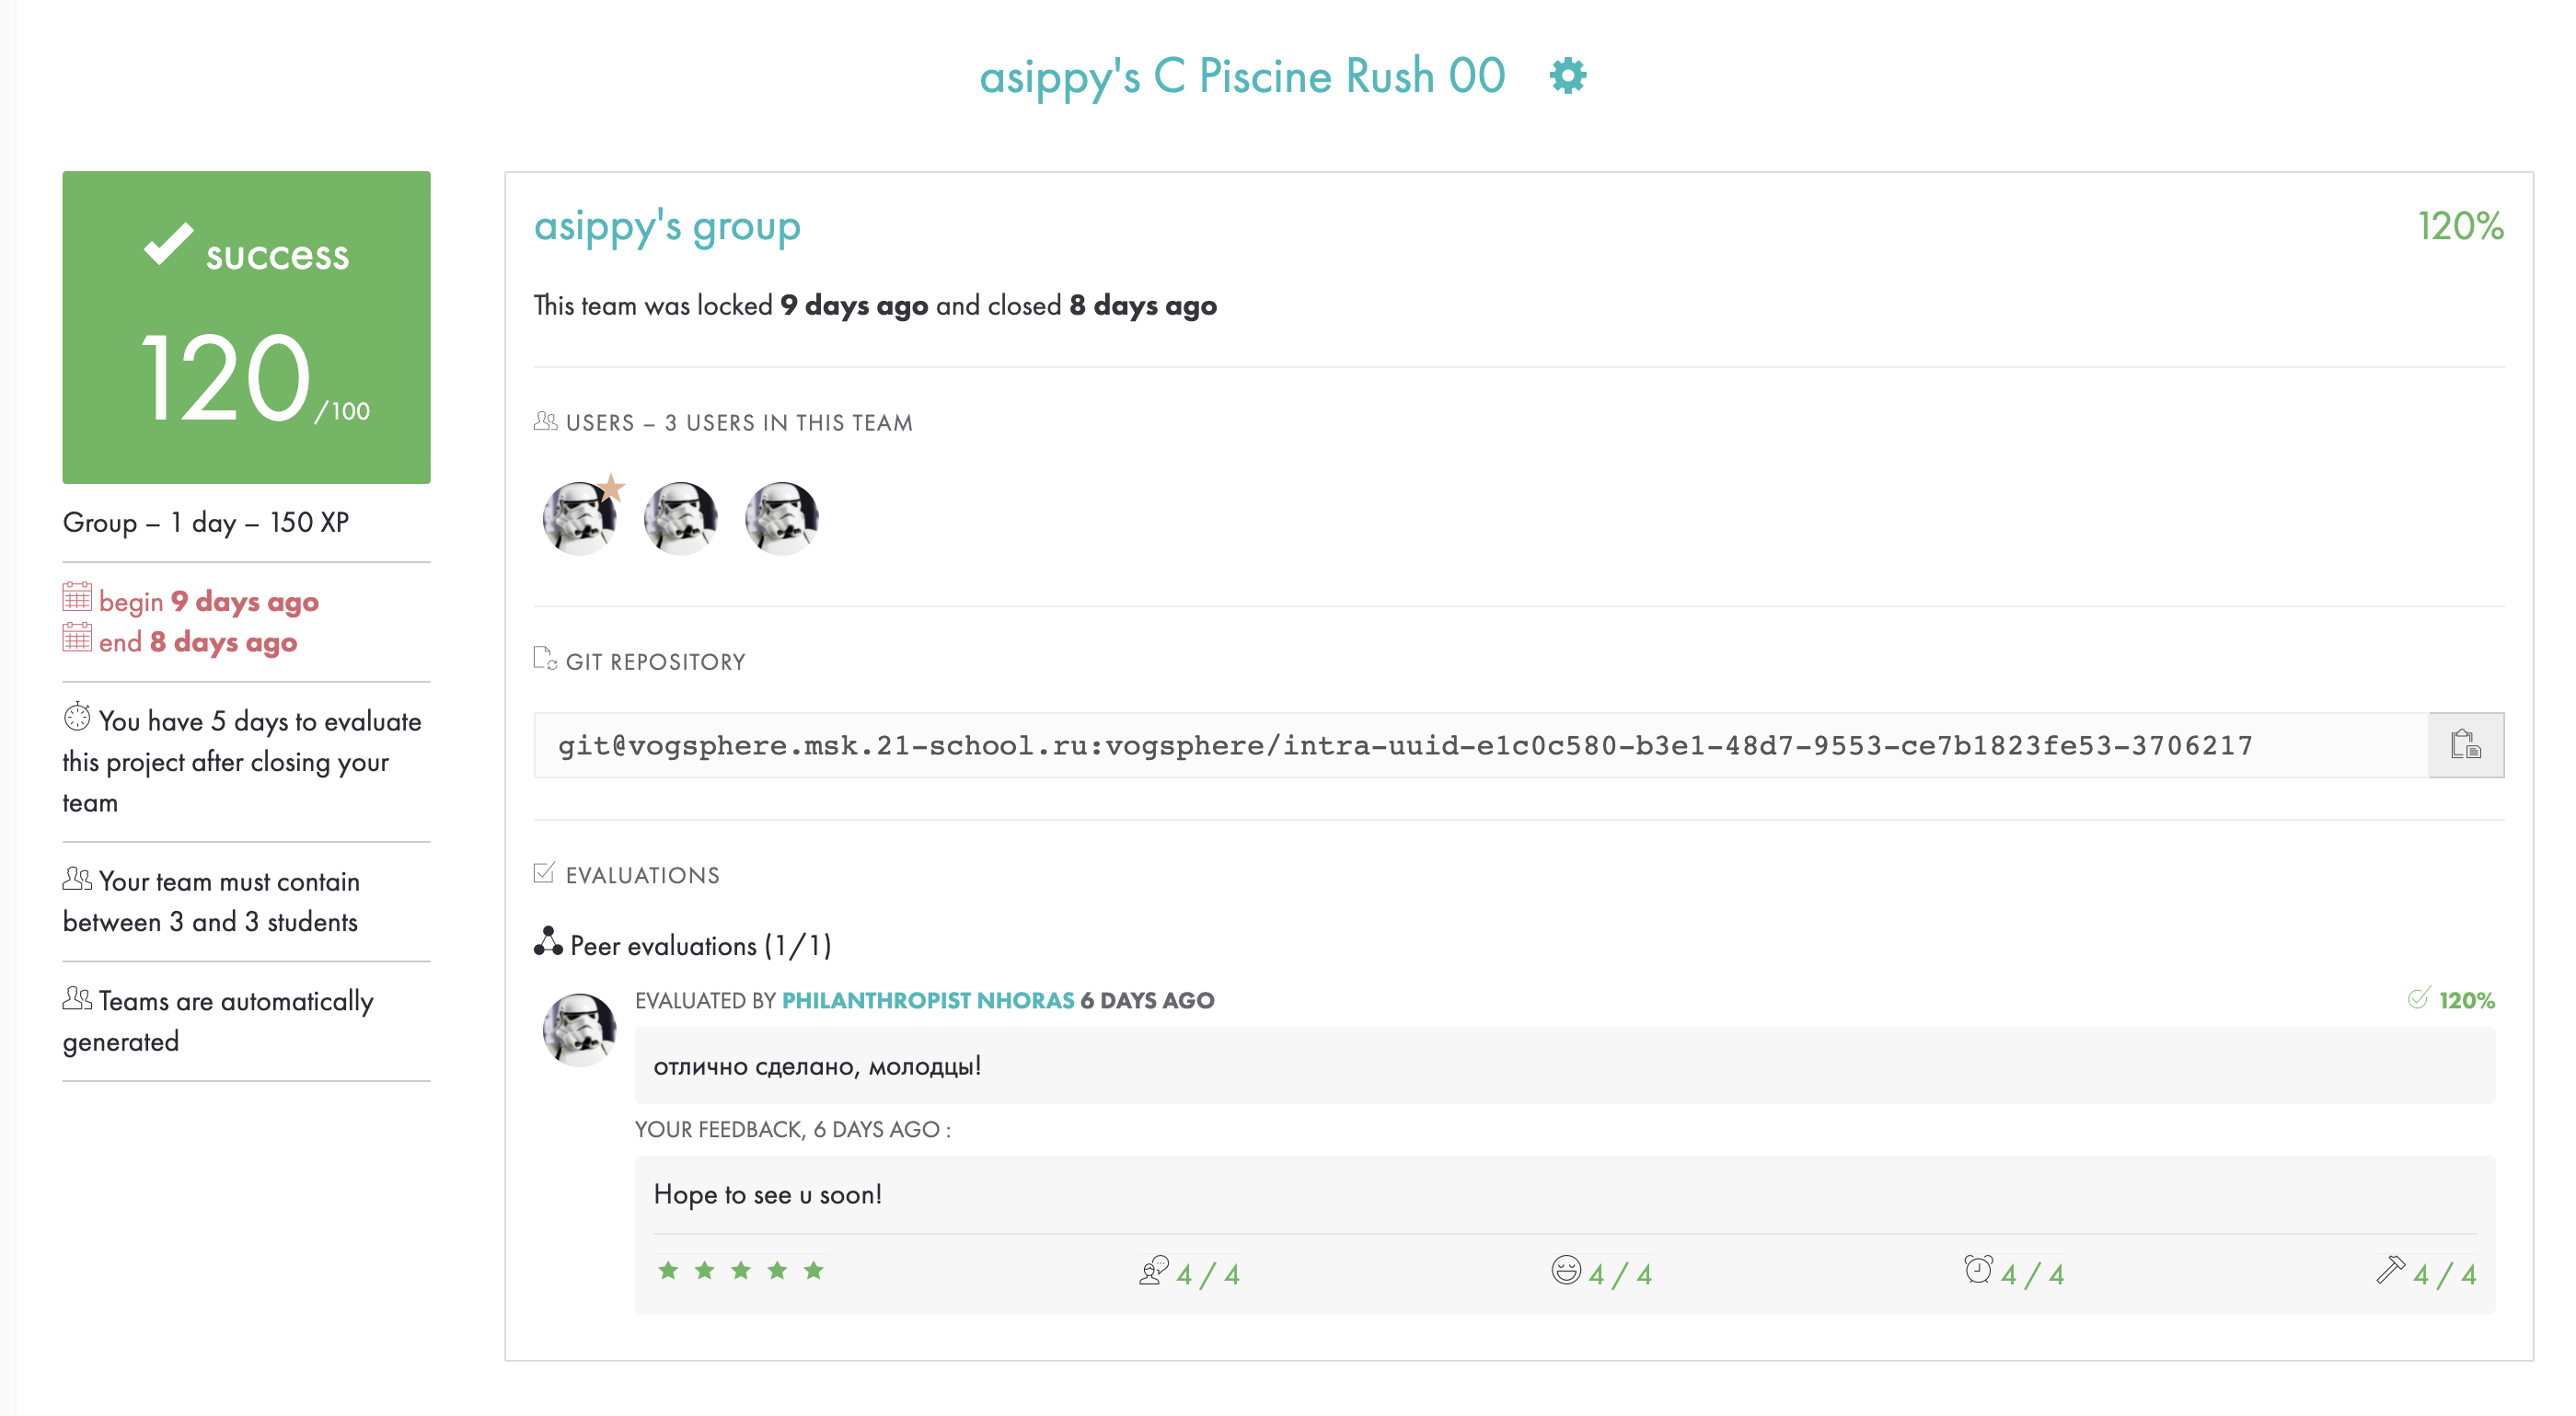 asippy's C Piscine Rush 00
success
120/100
Group – 1 day – 150 XP
begin 9 days ago
end 8 days ago
You have 5 days to evaluate
this project after closing your
team
Your team must contain
between 3 and 3 students
Teams are automatically
generated
asippy's group
120%
This team was locked 9 days ago and closed 8 days ago
USERS – 3 USERS IN THIS TEAM
GIT REPOSITORY
git@vogsphere.msk.21-school.ru:vogsphere/intra-uuid-e1c0c580-b3e1-48d7-9553-ce7b1823fe53-3706217
EVALUATIONS
Peer evaluations (1/1)
EVALUATED BY PHILANTHROPIST NHORAS 6 DAYS AGO
120%
отлично сделано, молодцы!
YOUR FEEDBACK, 6 DAYS AGO :
Hope to see u soon!
4 / 4
4 / 4
4 / 4
4 / 4